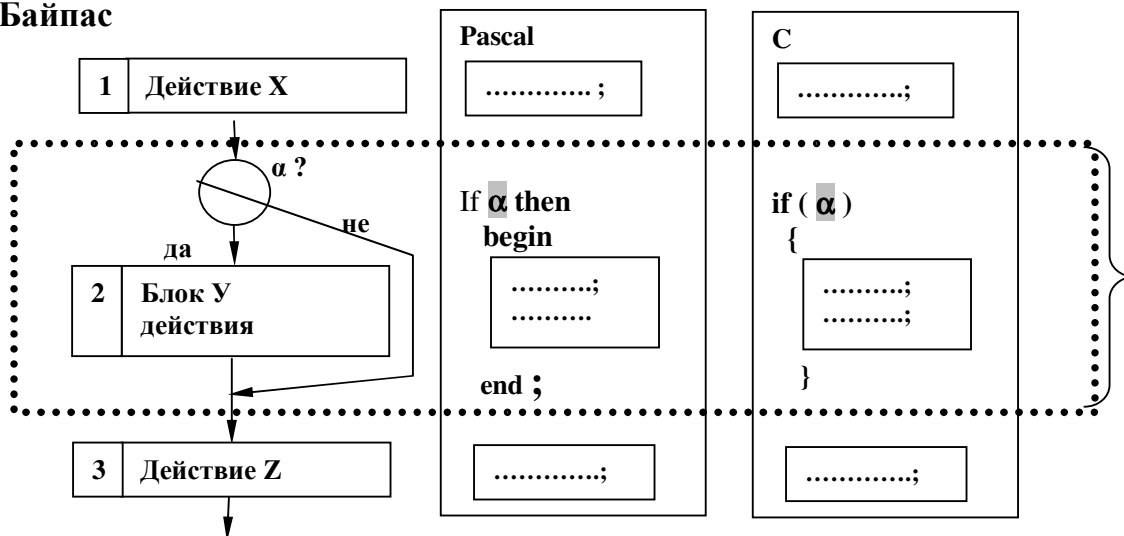 Байпас
1 Действие X
α ?
не
да
2 Блок У
действия
3 Действие Z
Pascal
............. ;
If α then
begin
..........;
..........
end ;
.............;
C
.............;
if ( α )
{
..........;
..........;
}
.............;